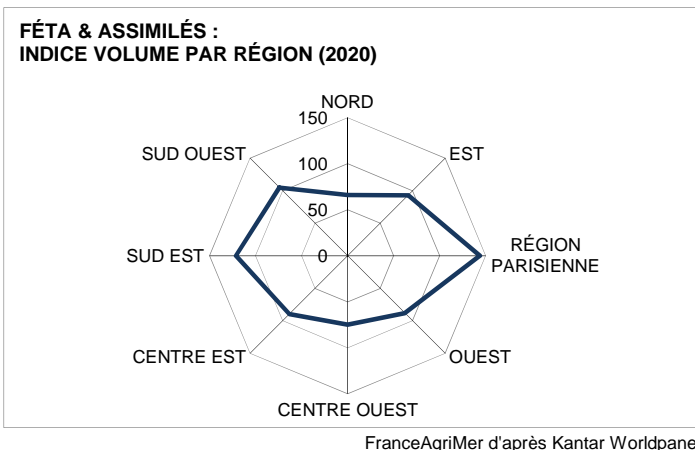 FÉTA & ASSIMILÉS :
INDICE VOLUME PAR RÉGION (2020)
NORD
150
SUD OUEST
EST
100
50
SUD EST
0
RÉGION
PARISIENNE
CENTRE EST
OUEST
CENTRE OUEST
FranceAgriMer d'après Kantar Worldpane